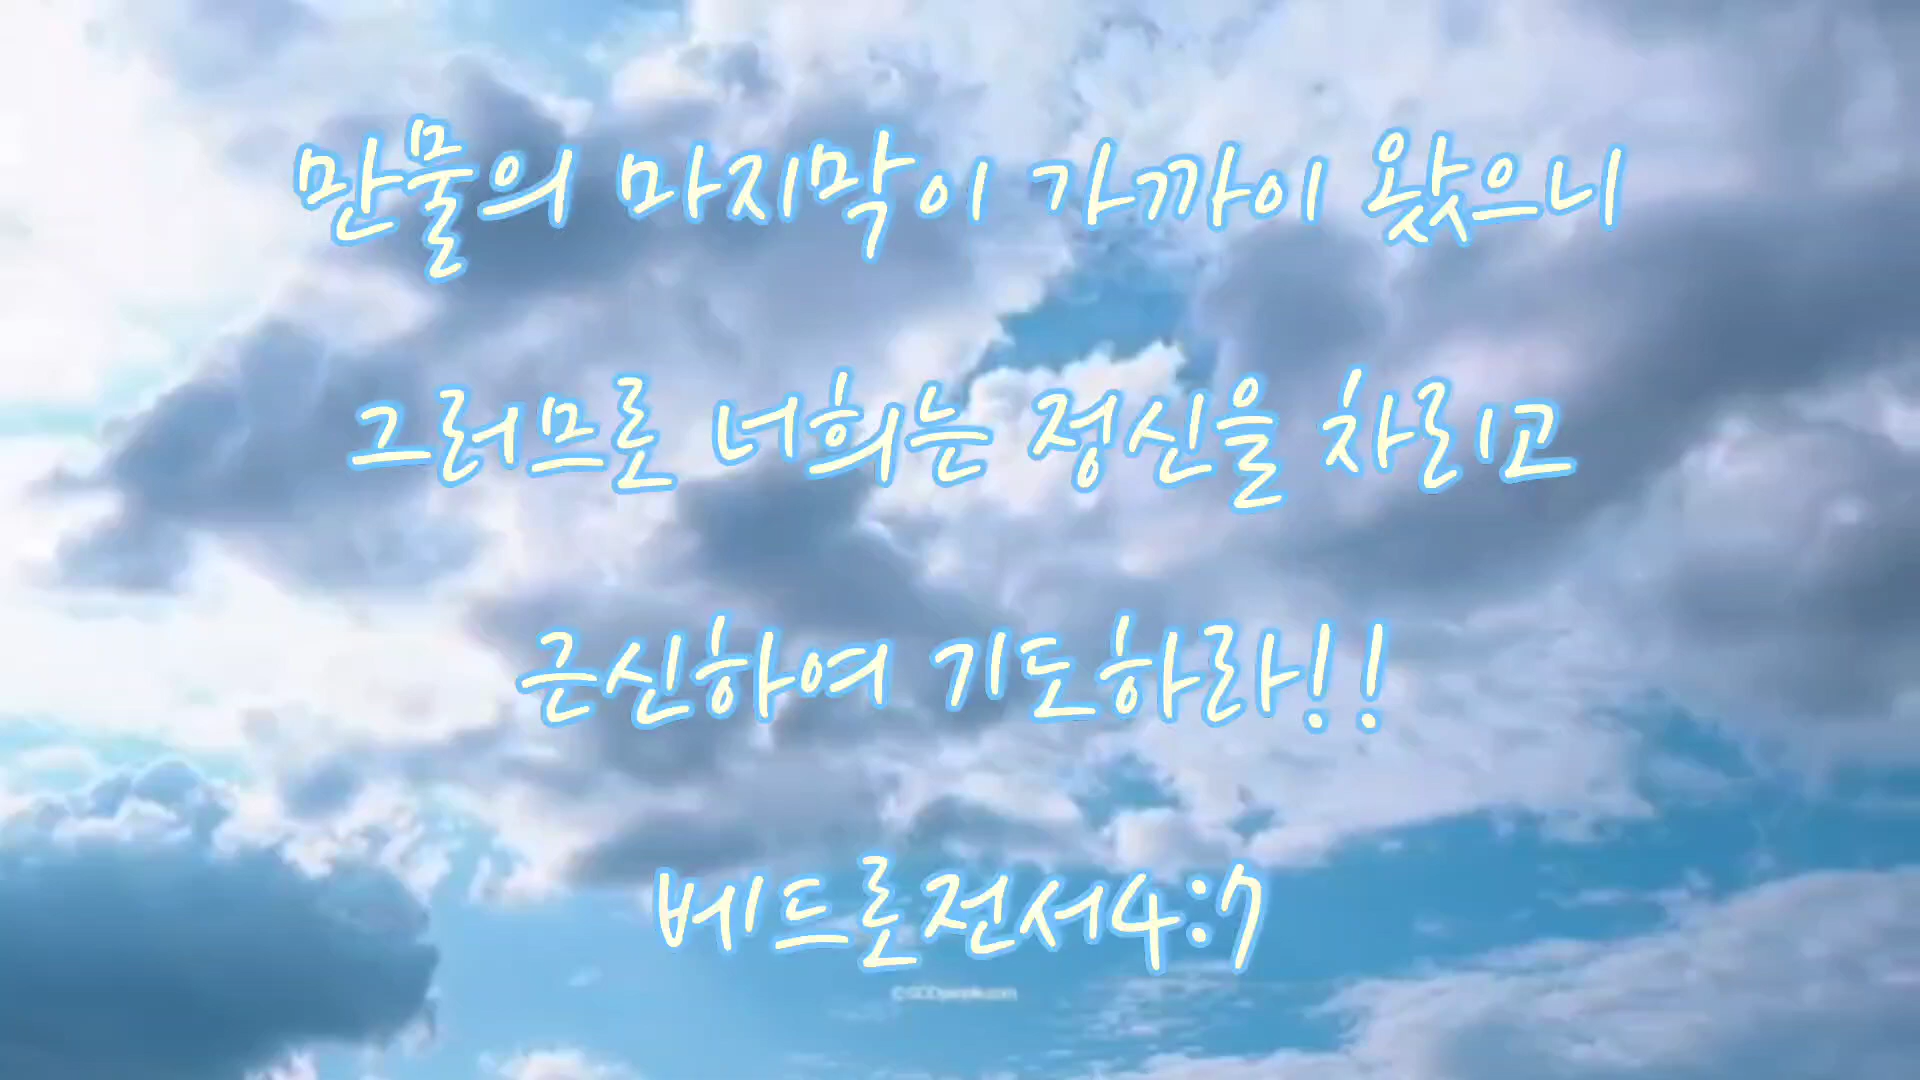 만물의 마지막이 가까이 왔으니
그러므로 너희는 정신을 차리고
근신하여 기도하라!!
베드로전서4:7